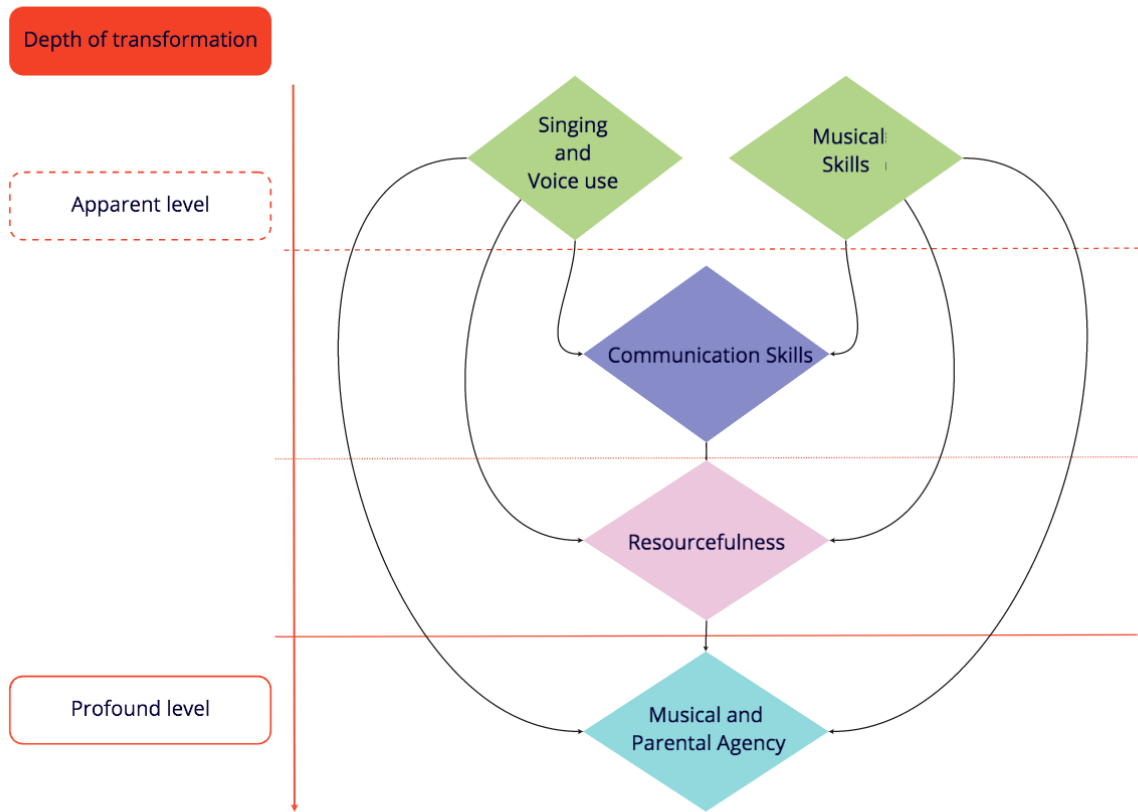 Depth of transformation
Singing
and
Voice use
Musical
Skills
Apparent level
Communication Skills
Resourcefulness
Profound level
Musical and
Parental Agency